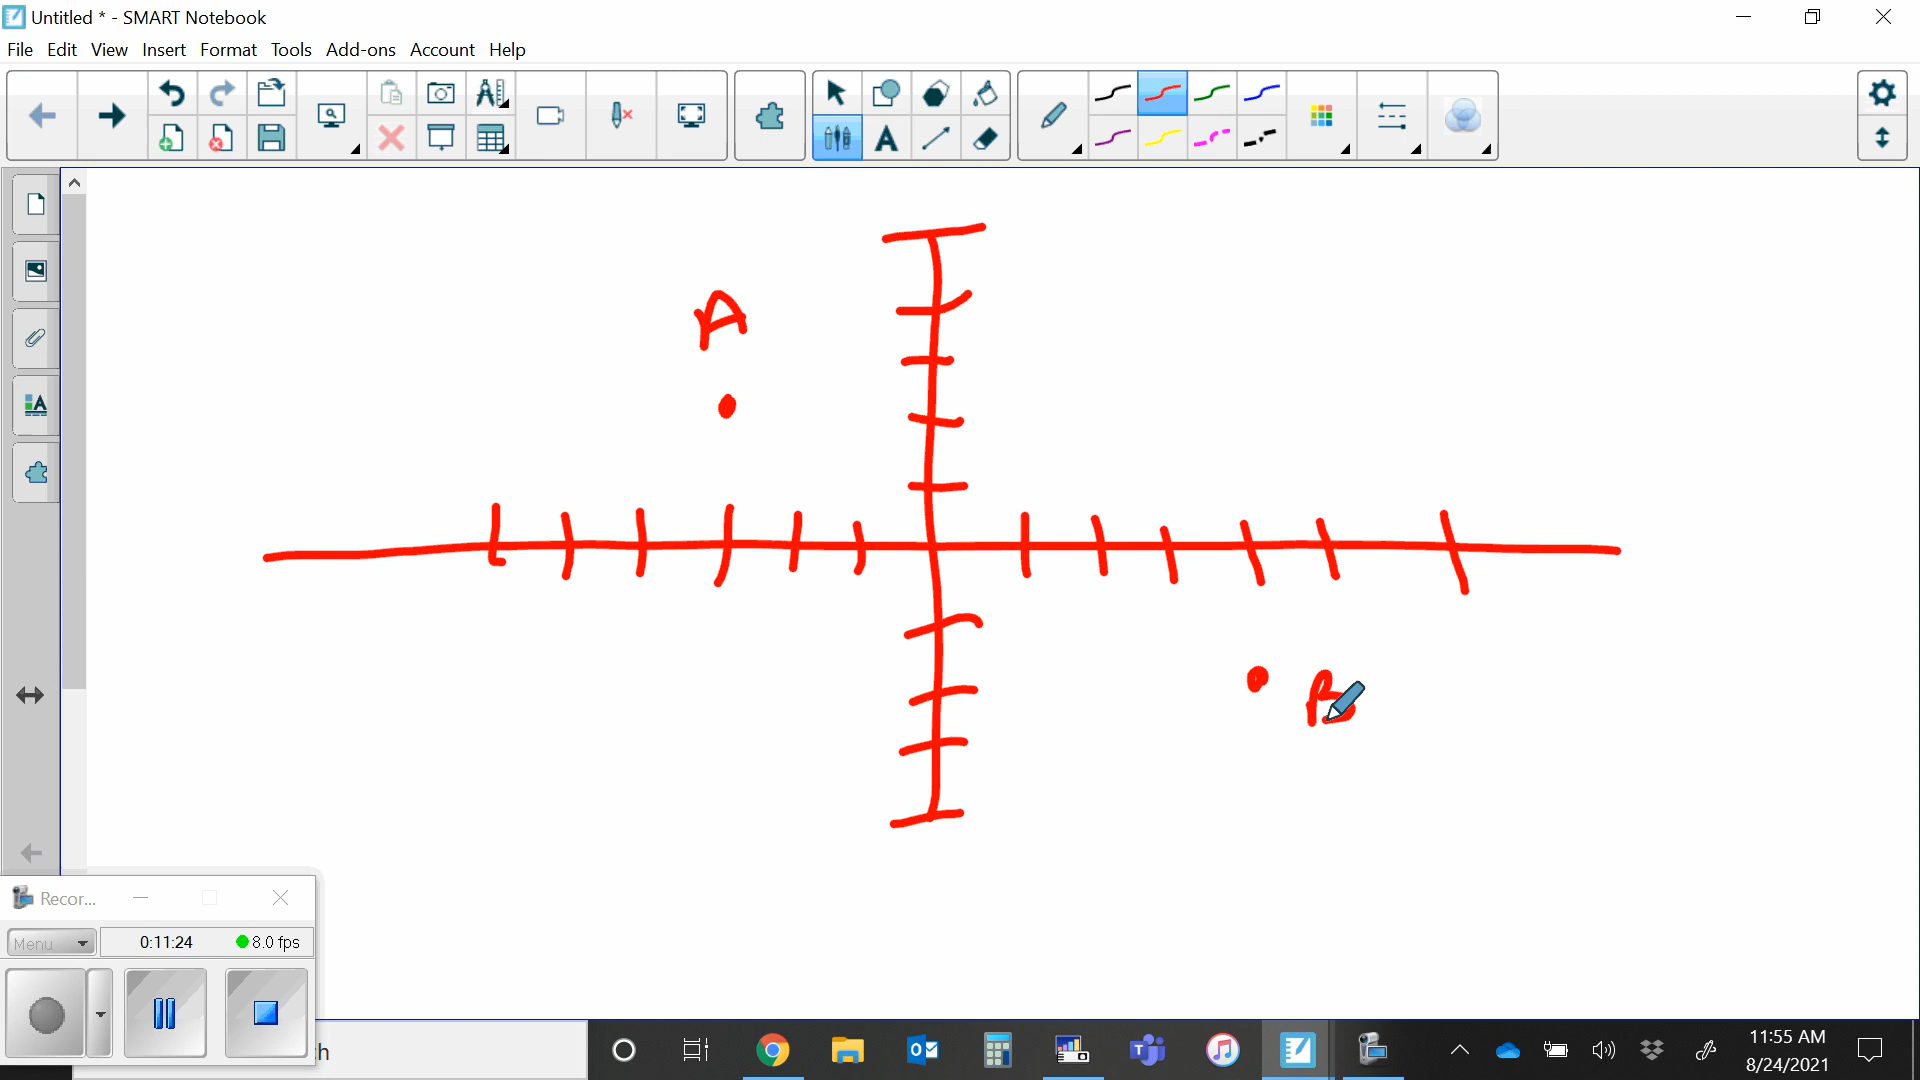 Untitled * - SMART Notebook
File Edit View Insert Format Tools Add-ons Account Help
A
B
Recor...
Menu 0:11:24 8.0 fps
h
11:55 AM
8/24/2021